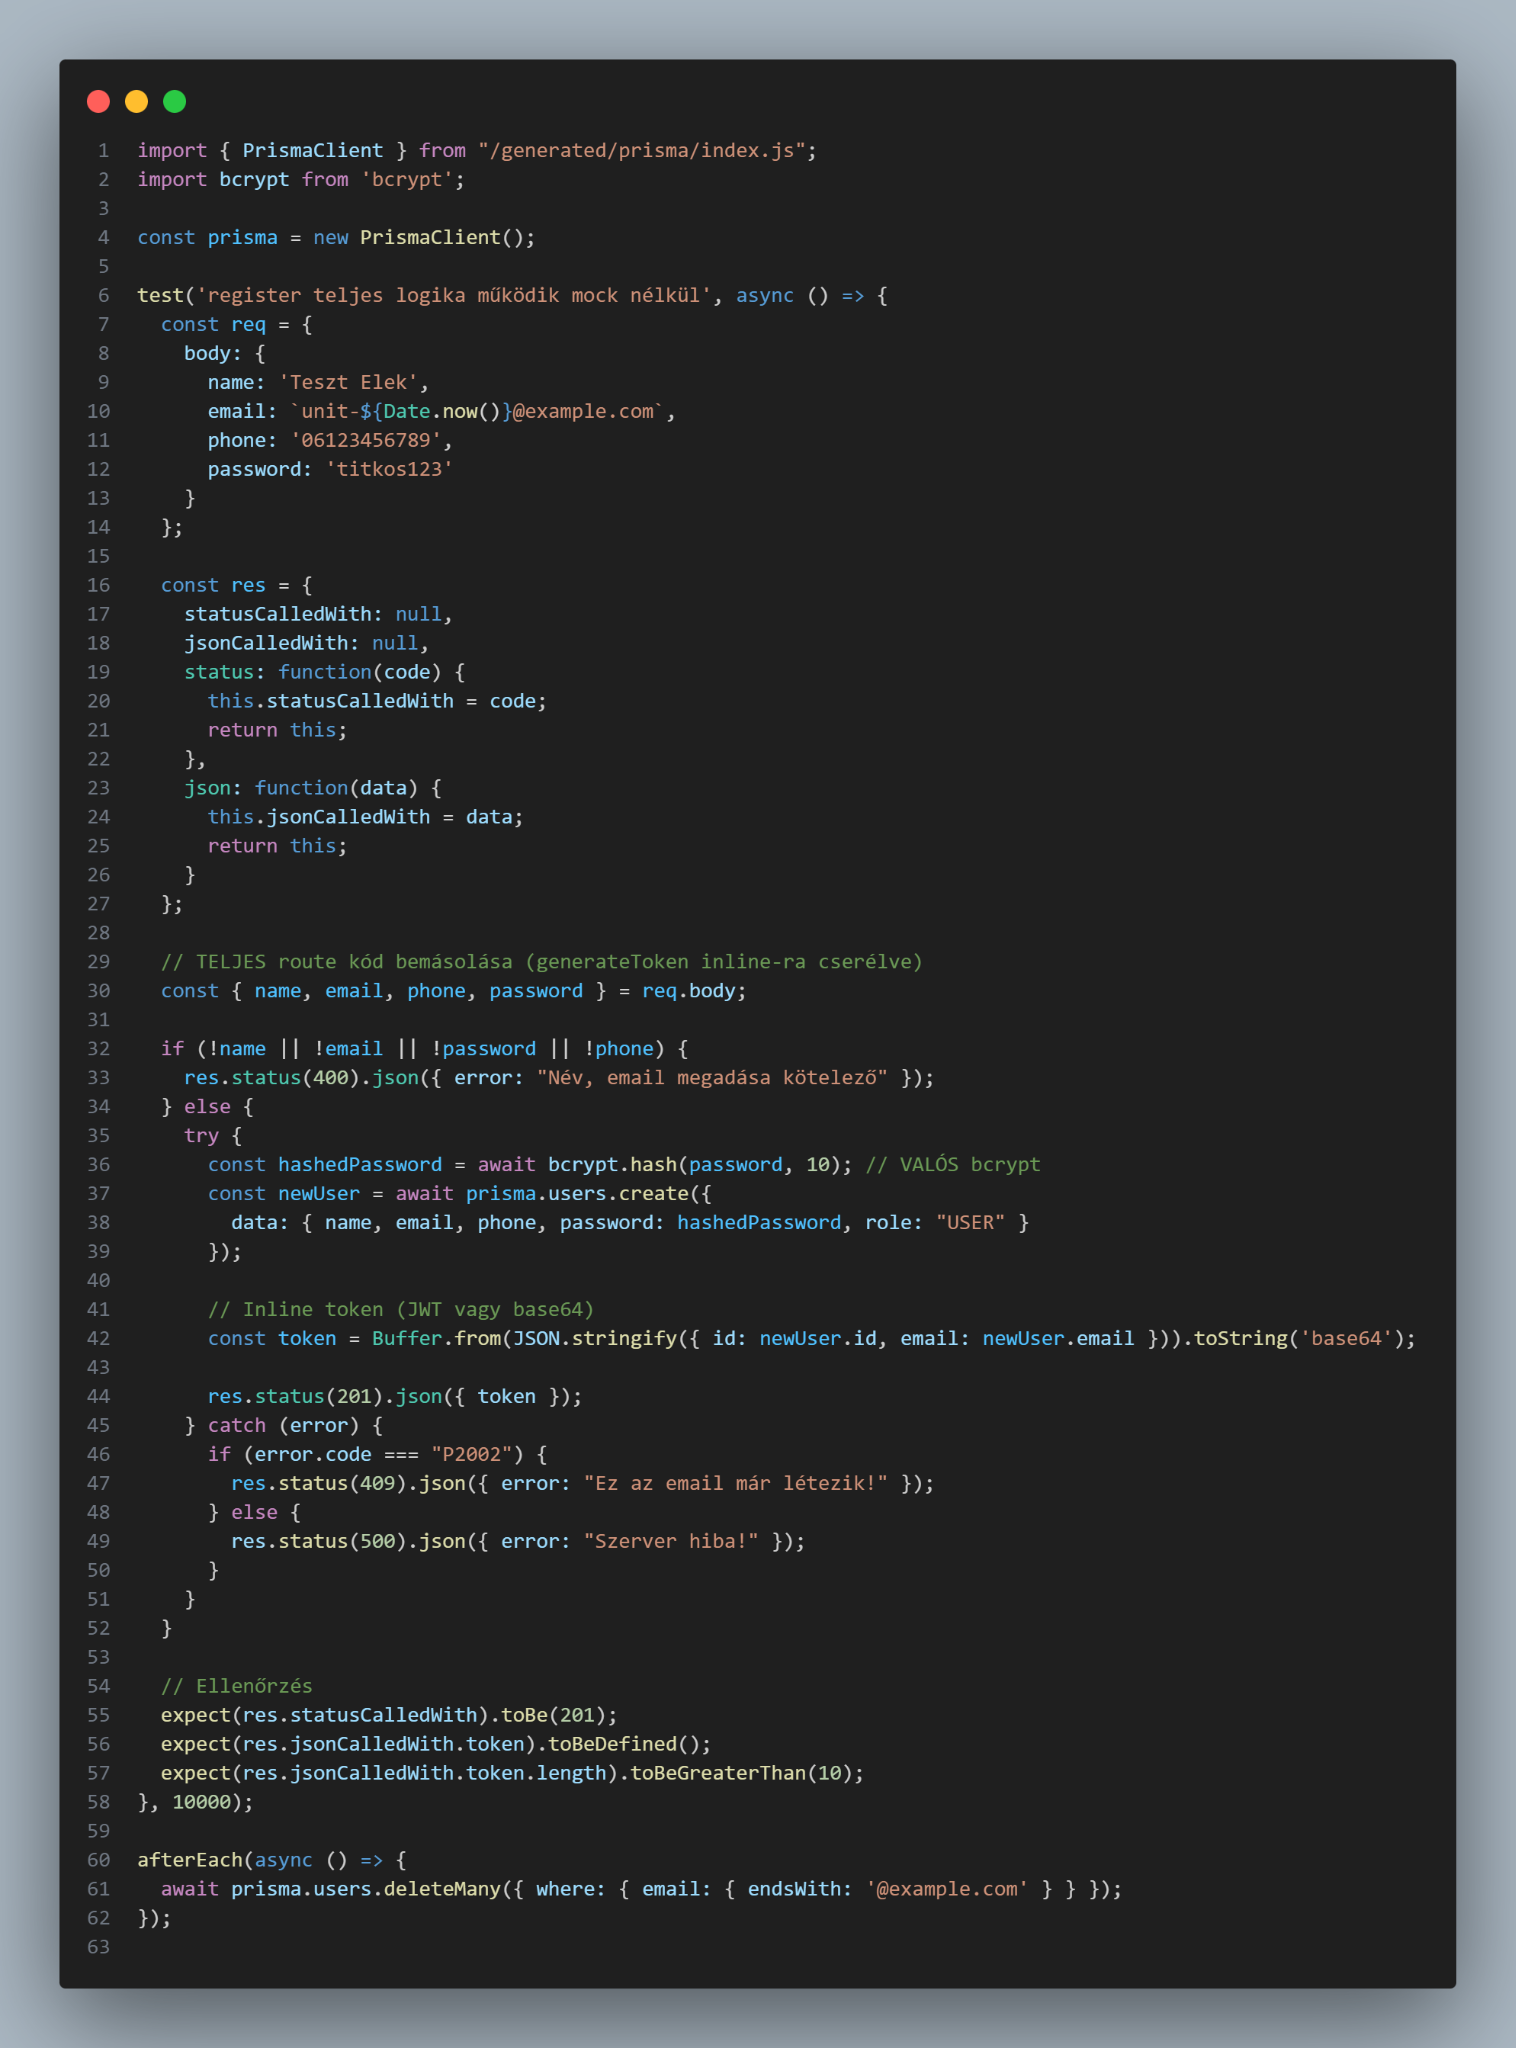 1 import { PrismaClient } from "/generated/prisma/index.js";
2 import bcrypt from 'bcrypt';
3
4 const prisma = new PrismaClient();
5
6 test('register teljes logika működik mock nélkül', async () => {
7   const req = {
8     body: {
9       name: 'Teszt Elek',
10       email: `unit-${Date.now()}@example.com`,
11       phone: '06123456789',
12       password: 'titkos123'
13     }
14   };
15
16   const res = {
17     statusCalledWith: null,
18     jsonCalledWith: null,
19     status: function(code) {
20       this.statusCalledWith = code;
21       return this;
22     },
23     json: function(data) {
24       this.jsonCalledWith = data;
25       return this;
26     }
27   };
28
29   // TELJES route kód bemásolása (generateToken inline-ra cserélve)
30   const { name, email, phone, password } = req.body;
31
32   if (!name || !email || !password || !phone) {
33     res.status(400).json({ error: "Név, email megadása kötelező" });
34   } else {
35     try {
36       const hashedPassword = await bcrypt.hash(password, 10); // VALÓS bcrypt
37       const newUser = await prisma.users.create({
38         data: { name, email, phone, password: hashedPassword, role: "USER" }
39       });
40
41       // Inline token (JWT vagy base64)
42       const token = Buffer.from(JSON.stringify({ id: newUser.id, email: newUser.email })).toString('base64');
43
44       res.status(201).json({ token });
45     } catch (error) {
46       if (error.code === "P2002") {
47         res.status(409).json({ error: "Ez az email már létezik!" });
48       } else {
49         res.status(500).json({ error: "Szerver hiba!" });
50       }
51     }
52   }
53
54   // Ellenőrzés
55   expect(res.statusCalledWith).toBe(201);
56   expect(res.jsonCalledWith.token).toBeDefined();
57   expect(res.jsonCalledWith.token.length).toBeGreaterThan(10);
58 }, 10000);
59
60 afterEach(async () => {
61   await prisma.users.deleteMany({ where: { email: { endsWith: '@example.com' } } });
62 });
63